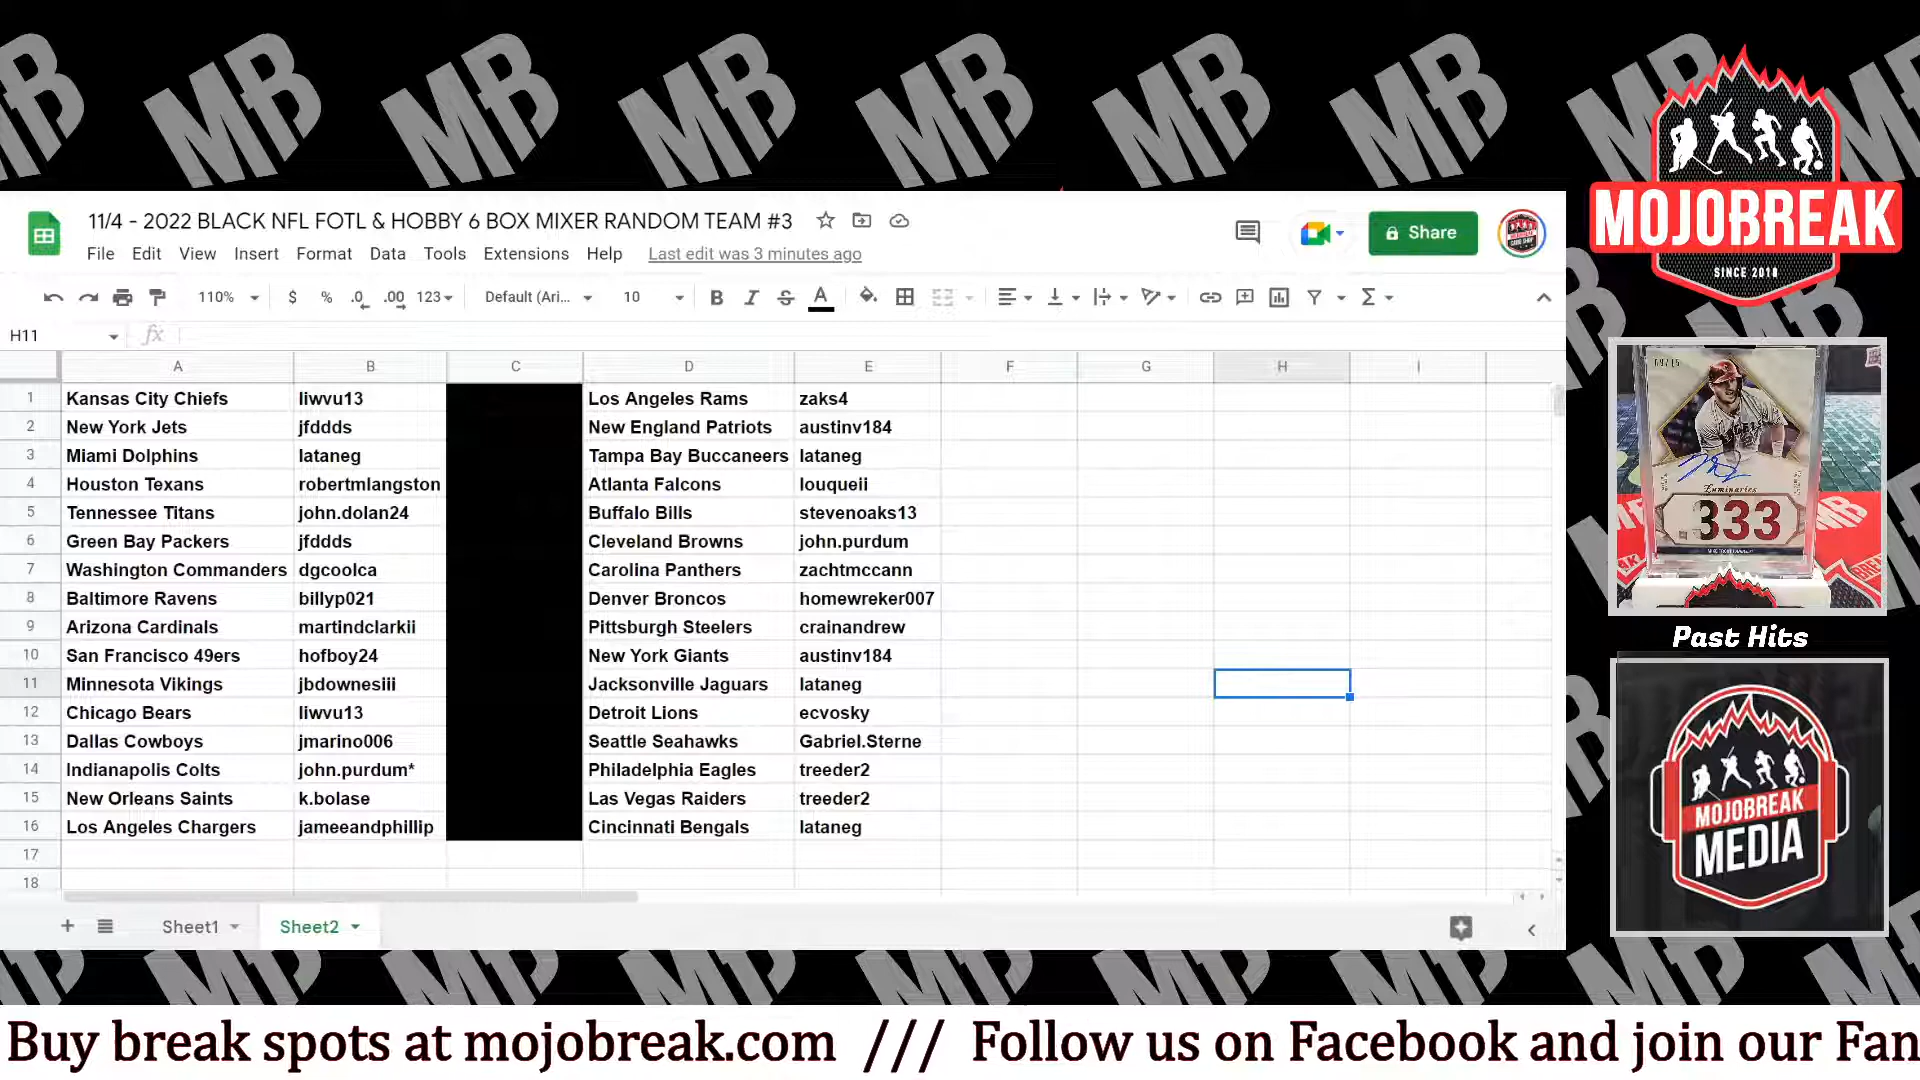 MOJOBREAK
SINCE 2018
11/4 - 2022 BLACK NFL FOTL & HOBBY 6 BOX MIXER RANDOM TEAM #3
Share
File Edit View Insert Format Data Tools Extensions Help Last edit was 3 minutes ago
110% $ % .0 .00 123 Default (Ari... 10 B I S A
H11 fx
A B C D E F G H I
1 Kansas City Chiefs liwvu13 Los Angeles Rams zaks4
2 New York Jets jfddds New England Patriots austinv184
3 Miami Dolphins lataneg Tampa Bay Buccaneers lataneg
4 Houston Texans robertmlangston Atlanta Falcons louqueii
5 Tennessee Titans john.dolan24 Buffalo Bills stevenoaks13
6 Green Bay Packers jfddds Cleveland Browns john.purdum
7 Washington Commanders dgcoolca Carolina Panthers zachtmccann
8 Baltimore Ravens billyp021 Denver Broncos homewreker007
9 Arizona Cardinals martindclarkii Pittsburgh Steelers crainandrew
10 San Francisco 49ers hofboy24 New York Giants austinv184
11 Minnesota Vikings jbdownesiii Jacksonville Jaguars lataneg
12 Chicago Bears liwvu13 Detroit Lions ecvosky
13 Dallas Cowboys jmarino006 Seattle Seahawks Gabriel.Sterne
14 Indianapolis Colts john.purdum* Philadelphia Eagles treeder2
15 New Orleans Saints k.bolase Las Vegas Raiders treeder2
16 Los Angeles Chargers jameeandphillip Cincinnati Bengals lataneg
17
18
Sheet1 Sheet2
Luminaries
333
Past Hits
MOJOBREAK
MEDIA
Buy break spots at mojobreak.com /// Follow us on Facebook and join our Fan